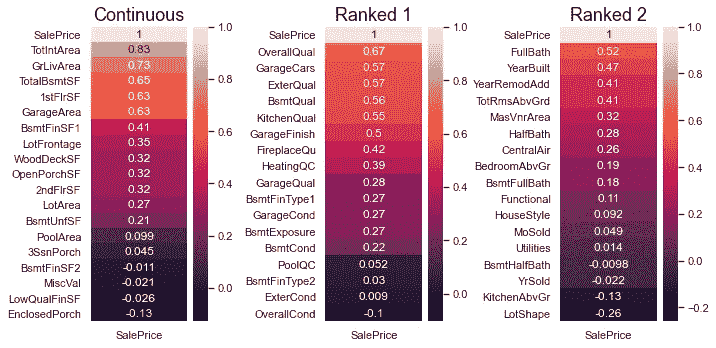 Continuous
SalePrice 1
TotIntArea 0.83
GrLivArea 0.73
TotalBsmtSF 0.65
1stFlrSF 0.63
GarageArea 0.63
BsmtFinSF1 0.41
LotFrontage 0.35
WoodDeckSF 0.32
OpenPorchSF 0.32
2ndFlrSF 0.32
LotArea 0.27
BsmtUnfSF 0.21
PoolArea 0.099
3SsnPorch 0.045
BsmtFinSF2 -0.011
MiscVal -0.021
LowQualFinSF -0.026
EnclosedPorch -0.13
SalePrice
1.0
0.8
0.6
0.4
0.2
0.0
Ranked 1
SalePrice 1
OverallQual 0.67
GarageCars 0.57
ExterQual 0.57
BsmtQual 0.56
KitchenQual 0.55
GarageFinish 0.5
FireplaceQu 0.42
HeatingQC 0.39
GarageQual 0.28
BsmtFinType1 0.27
GarageCond 0.27
BsmtExposure 0.27
BsmtCond 0.22
PoolQC 0.052
BsmtFinType2 0.03
ExterCond 0.009
OverallCond -0.1
SalePrice
1.0
0.8
0.6
0.4
0.2
0.0
Ranked 2
SalePrice 1
FullBath 0.52
YearBuilt 0.47
YearRemodAdd 0.41
TotRmsAbvGrd 0.41
MasVnrArea 0.32
HalfBath 0.28
CentralAir 0.26
BedroomAbvGr 0.19
BsmtFullBath 0.18
Functional 0.11
HouseStyle 0.092
MoSold 0.049
Utilities 0.014
BsmtHalfBath -0.0098
YrSold -0.022
KitchenAbvGr -0.13
LotShape -0.26
SalePrice
1.0
0.8
0.6
0.4
0.2
0.0
-0.2